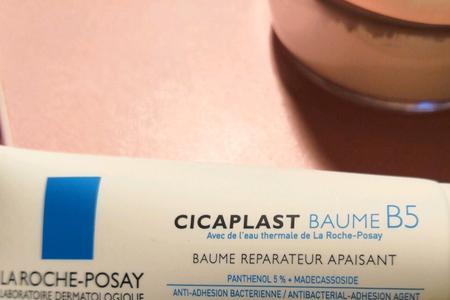 CICAPLAST BAUME B5
Avec de l'eau thermale de La Roche-Posay
BAUME REPARATEUR APAISANT
PANTHENOL 5 % + MADECASSOSIDE
ANTI-ADHESION BACTERIENNE / ANTIBACTERIAL-ADHESION AGENT
LA ROCHE-POSAY
LABORATOIRE DERMATOLOGIQUE